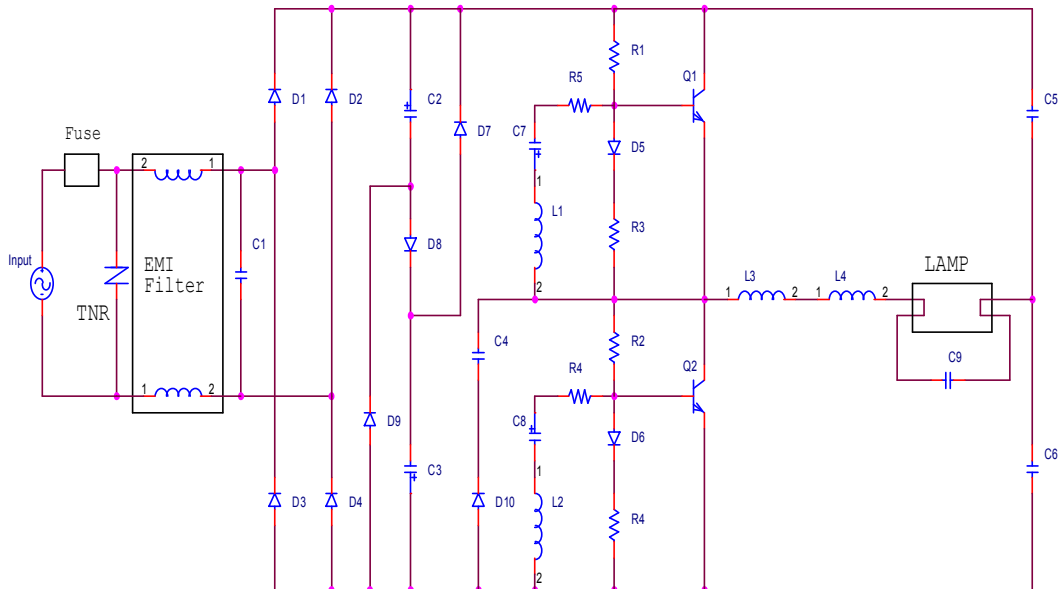 R1
Q1
R5
D1
D2
C2
C5
Fuse
C7
D7
D5
2
1
1
L1
R3
C1
D8
Input
EMI
Filter
LAMP
L3
L4
2
1
2
1
2
TNR
C4
R2
R4
Q2
C9
1
2
C8
D9
D6
C3
1
C6
D3
D4
D10
L2
R4
2